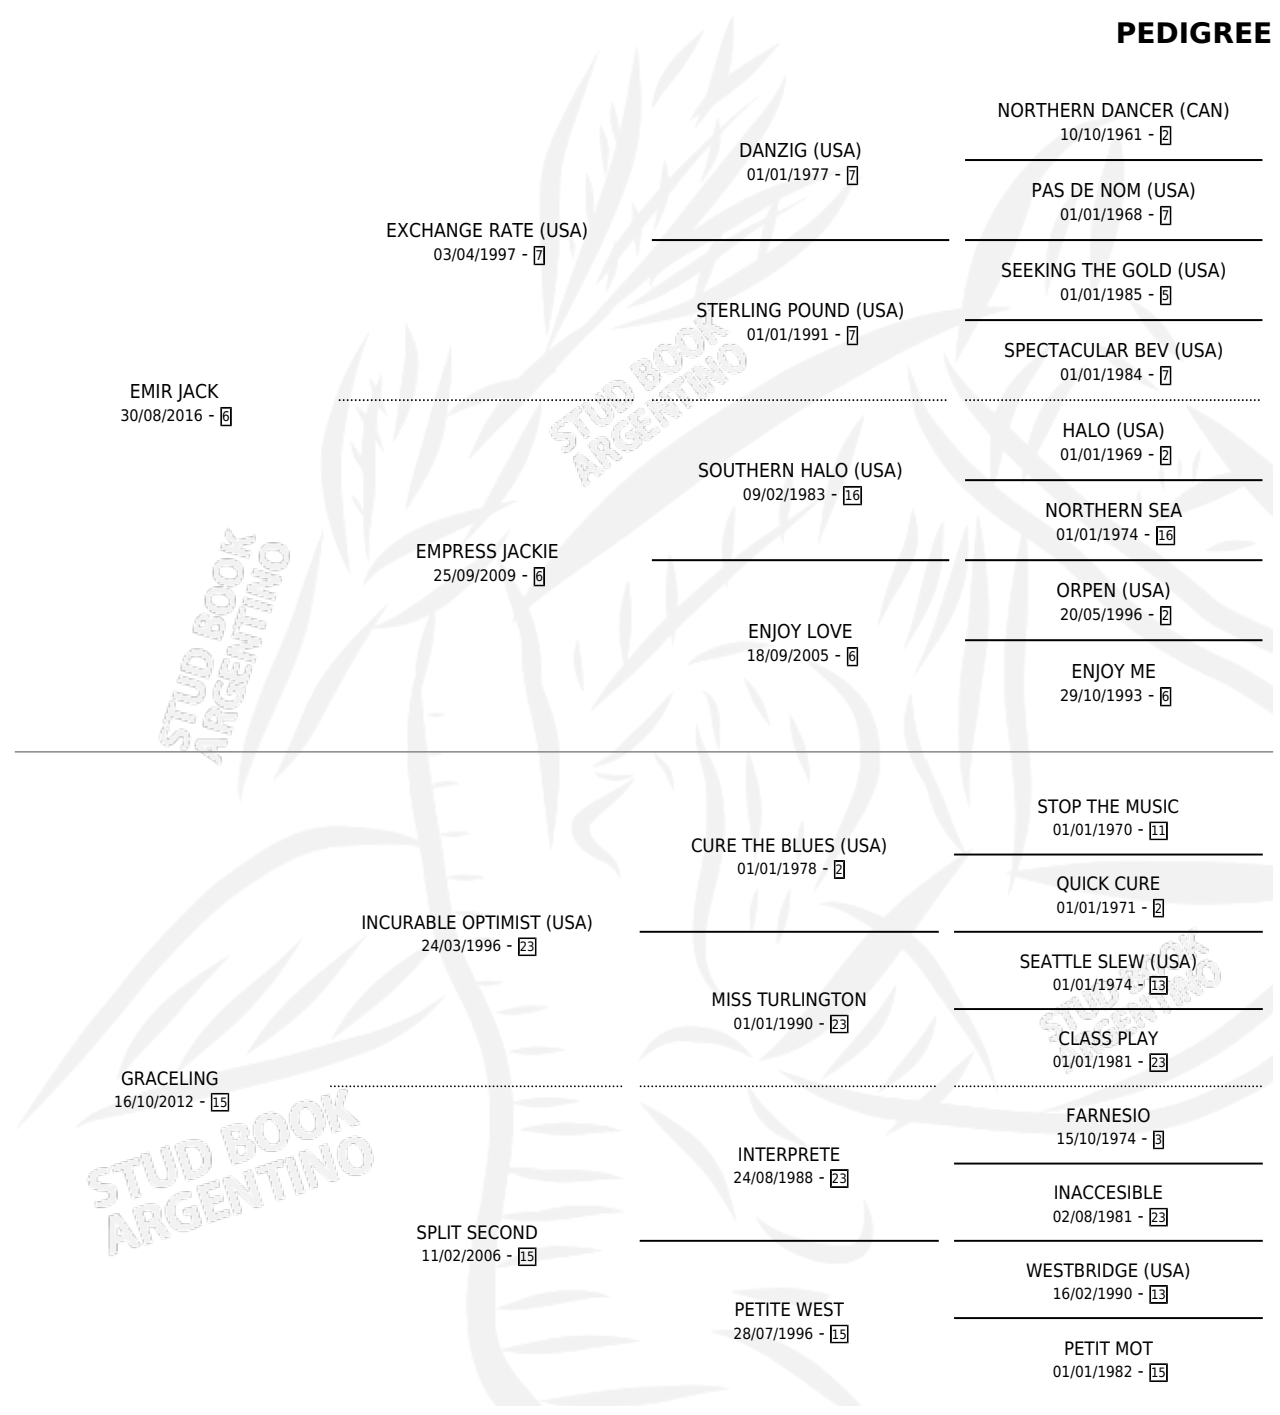 PEDIGREE
NORTHERN DANCER (CAN)
10/10/1961 - 2
DANZIG (USA)
01/01/1977 - 7
PAS DE NOM (USA)
01/01/1968 - 7
EXCHANGE RATE (USA)
03/04/1997 - 7
SEEKING THE GOLD (USA)
01/01/1985 - 5
STERLING POUND (USA)
01/01/1991 - 7
SPECTACULAR BEV (USA)
01/01/1984 - 7
EMIR JACK
30/08/2016 - 6
STUD BOOK
ARGENTINO
HALO (USA)
01/01/1969 - 2
SOUTHERN HALO (USA)
09/02/1983 - 16
NORTHERN SEA
01/01/1974 - 16
EMPRESS JACKIE
25/09/2009 - 6
ORPEN (USA)
20/05/1996 - 2
ENJOY LOVE
18/09/2005 - 6
ENJOY ME
29/10/1993 - 6
STUD BOOK
ARGENTINO
STOP THE MUSIC
01/01/1970 - 11
CURE THE BLUES (USA)
01/01/1978 - 2
QUICK CURE
01/01/1971 - 2
INCURABLE OPTIMIST (USA)
24/03/1996 - 23
SEATTLE SLEW (USA)
01/01/1974 - 13
STUD BOOK
ARGENTINO
MISS TURLINGTON
01/01/1990 - 23
CLASS PLAY
01/01/1981 - 23
GRACELING
16/10/2012 - 15
STUD BOOK
ARGENTINO
FARNESIO
15/10/1974 - 3
INTERPRETE
24/08/1988 - 23
INACCESIBLE
02/08/1981 - 23
SPLIT SECOND
11/02/2006 - 15
WESTBRIDGE (USA)
16/02/1990 - 13
PETITE WEST
28/07/1996 - 15
PETIT MOT
01/01/1982 - 15